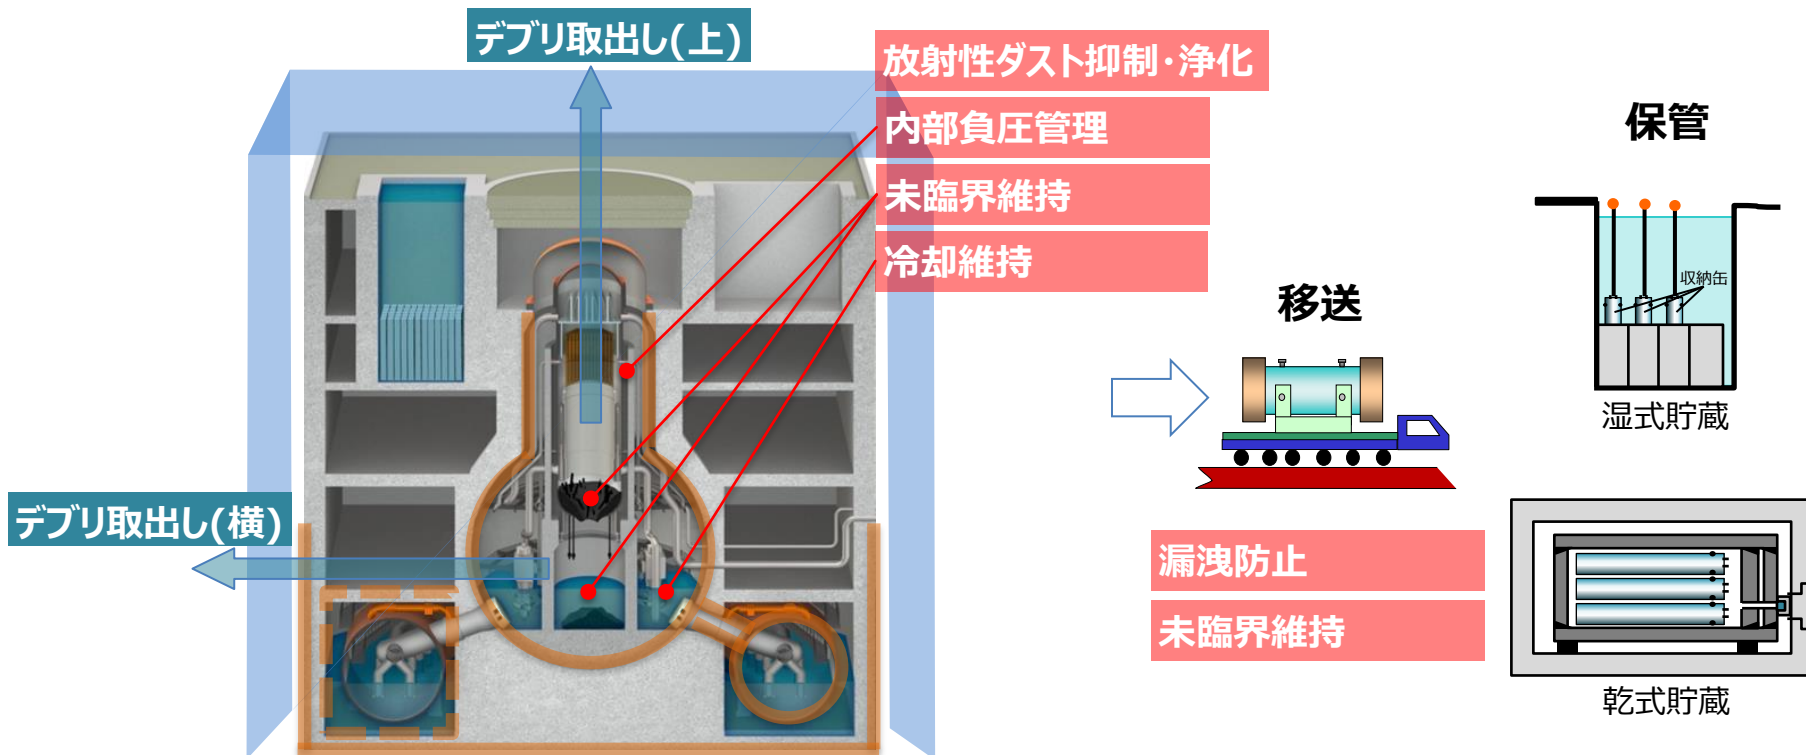 デブリ取出し(上)
放射性ダスト抑制・浄化
内部負圧管理
未臨界維持
冷却維持
デブリ取出し(横)
移送
漏洩防止
未臨界維持
保管
収納缶
湿式貯蔵
乾式貯蔵